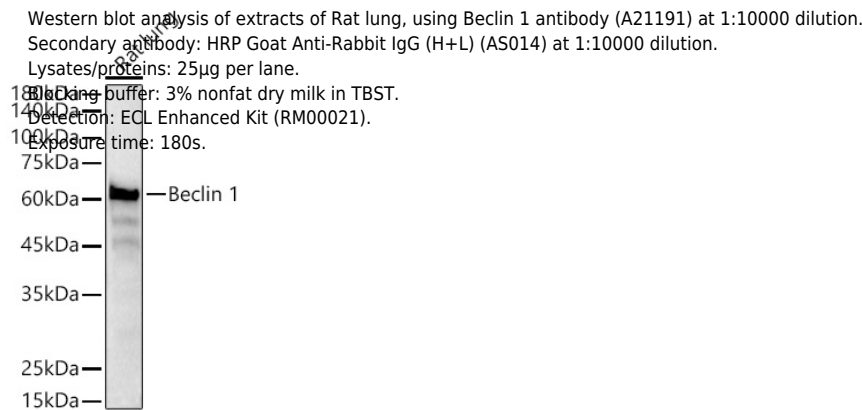 Western blot analysis of extracts of Rat lung, using Beclin 1 antibody (A21191) at 1:10000 dilution.
Secondary antibody: HRP Goat Anti-Rabbit IgG (H+L) (AS014) at 1:10000 dilution.
Rat lung
Lysates/proteins: 25μg per lane.
180kDa
Blocking buffer: 3% nonfat dry milk in TBST.
140kDa
Detection: ECL Enhanced Kit (RM00021).
100kDa
Exposure time: 180s.
75kDa
60kDa
Beclin 1
45kDa
35kDa
25kDa
15kDa